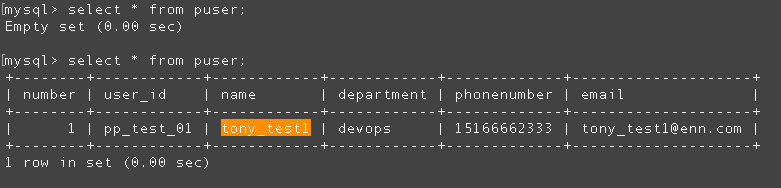 [mysql> select * from puser;
Empty set (0.00 sec)
[mysql> select * from puser;
+--------+------------+------------+------------+-------------+--------------------+
| number | user_id    | name       | department | phonenumber | email              |
+--------+------------+------------+------------+-------------+--------------------+
|      1 | pp_test_01 | tony_test1 | devops     | 15166662333 | tony_test1@enn.com |
+--------+------------+------------+------------+-------------+--------------------+
1 row in set (0.00 sec)